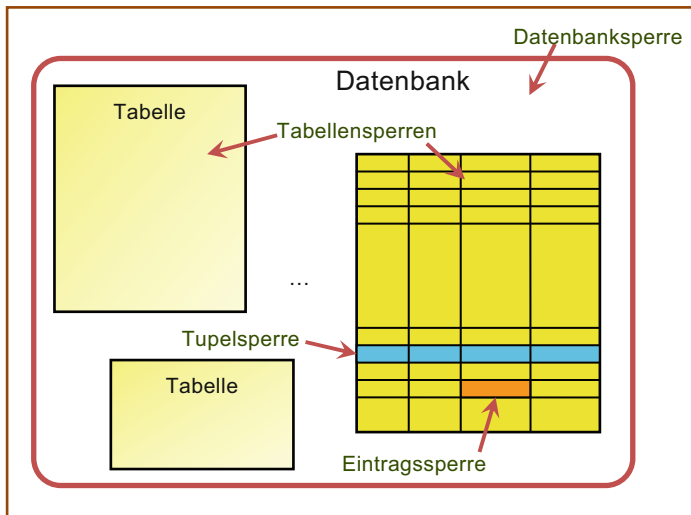 Datenbanksperre
Datenbank
Tabelle
Tabellensperren
...
Tupelsperre
Tabelle
Eintragssperre